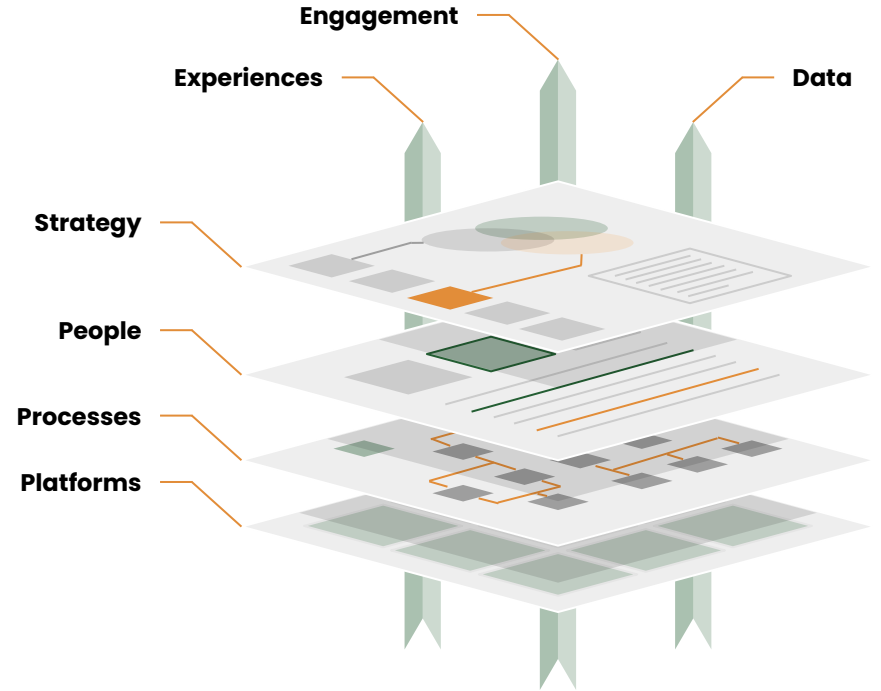 Engagement
Experiences
Data
Strategy
People
Processes
Platforms